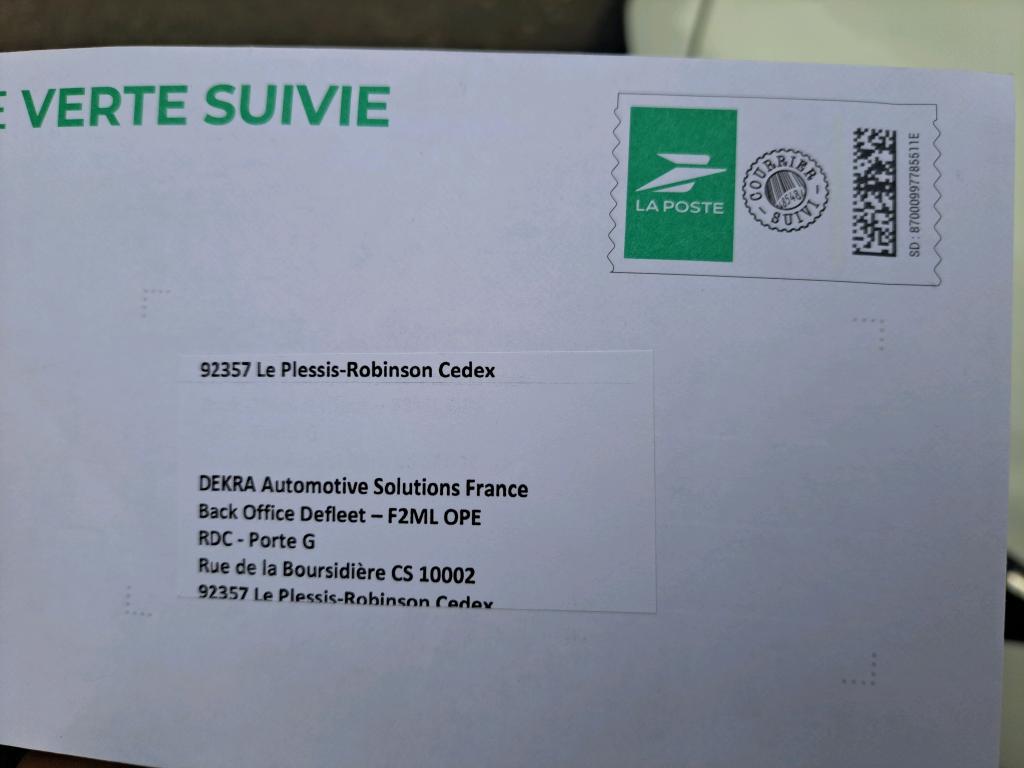 E VERTE SUIVIE
LA POSTE
COURRIER
SUIVI
SD : 87000997785511E
92357 Le Plessis-Robinson Cedex
DEKRA Automotive Solutions France
Back Office Defleet – F2ML OPE
RDC - Porte G
Rue de la Boursidière CS 10002
92357 Le Plessis-Robinson Cedex